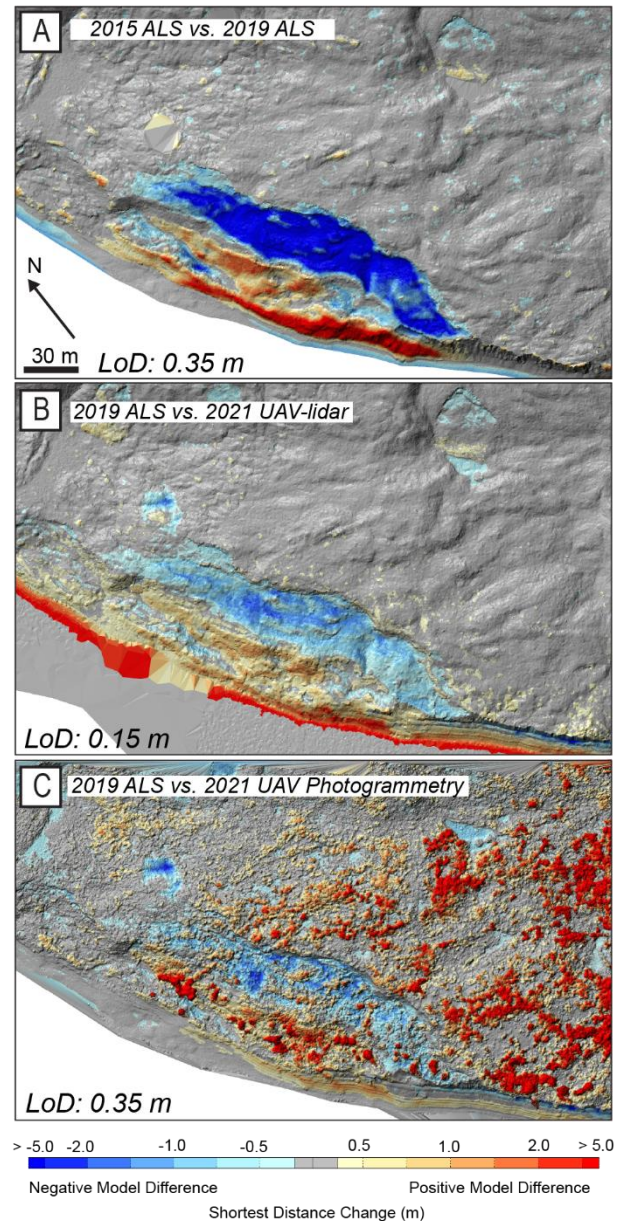 A
2015 ALS vs. 2019 ALS
N
30 m
LoD: 0.35 m
B
2019 ALS vs. 2021 UAV-lidar
LoD: 0.15 m
C
2019 ALS vs. 2021 UAV Photogrammetry
LoD: 0.35 m
> -5.0 -2.0 -1.0 -0.5 0.5 1.0 2.0 > 5.0
Negative Model Difference Positive Model Difference
Shortest Distance Change (m)